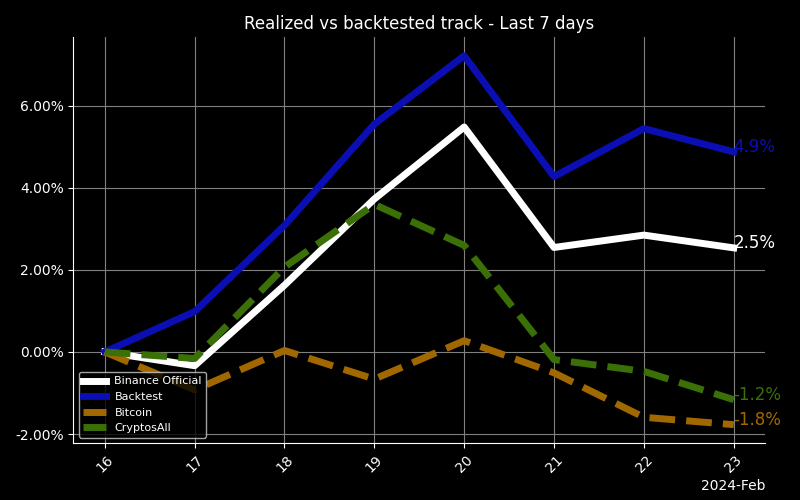 Realized vs backtested track - Last 7 days
6.00%
4.00%
2.00%
0.00%
-2.00%
4.9%
2.5%
-1.2%
-1.8%
Binance Official
Backtest
Bitcoin
CryptosAll
16 17 18 19 20 21 22 23
2024-Feb